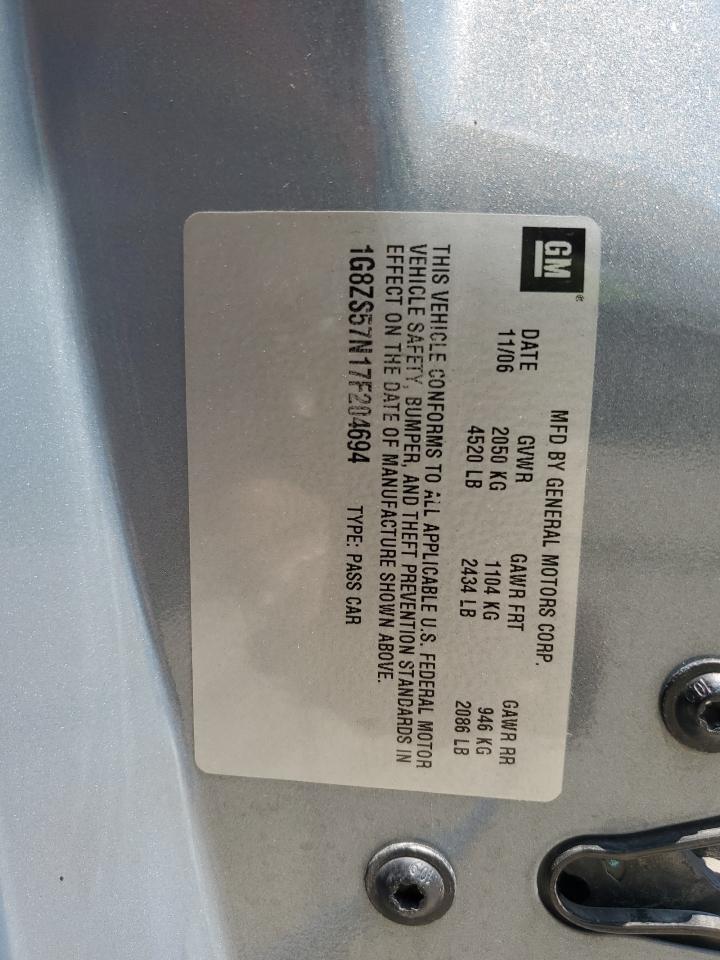 GM®
MFD BY GENERAL MOTORS CORP.
DATE GVWR GAWR FRT GAWR RR
11/06 2050 KG 1104 KG 946 KG
4520 LB 2434 LB 2086 LB
THIS VEHICLE CONFORMS TO ALL APPLICABLE U.S. FEDERAL MOTOR
VEHICLE SAFETY, BUMPER, AND THEFT PREVENTION STANDARDS IN
EFFECT ON THE DATE OF MANUFACTURE SHOWN ABOVE.
1G8ZS57N17F204694 TYPE: PASS CAR